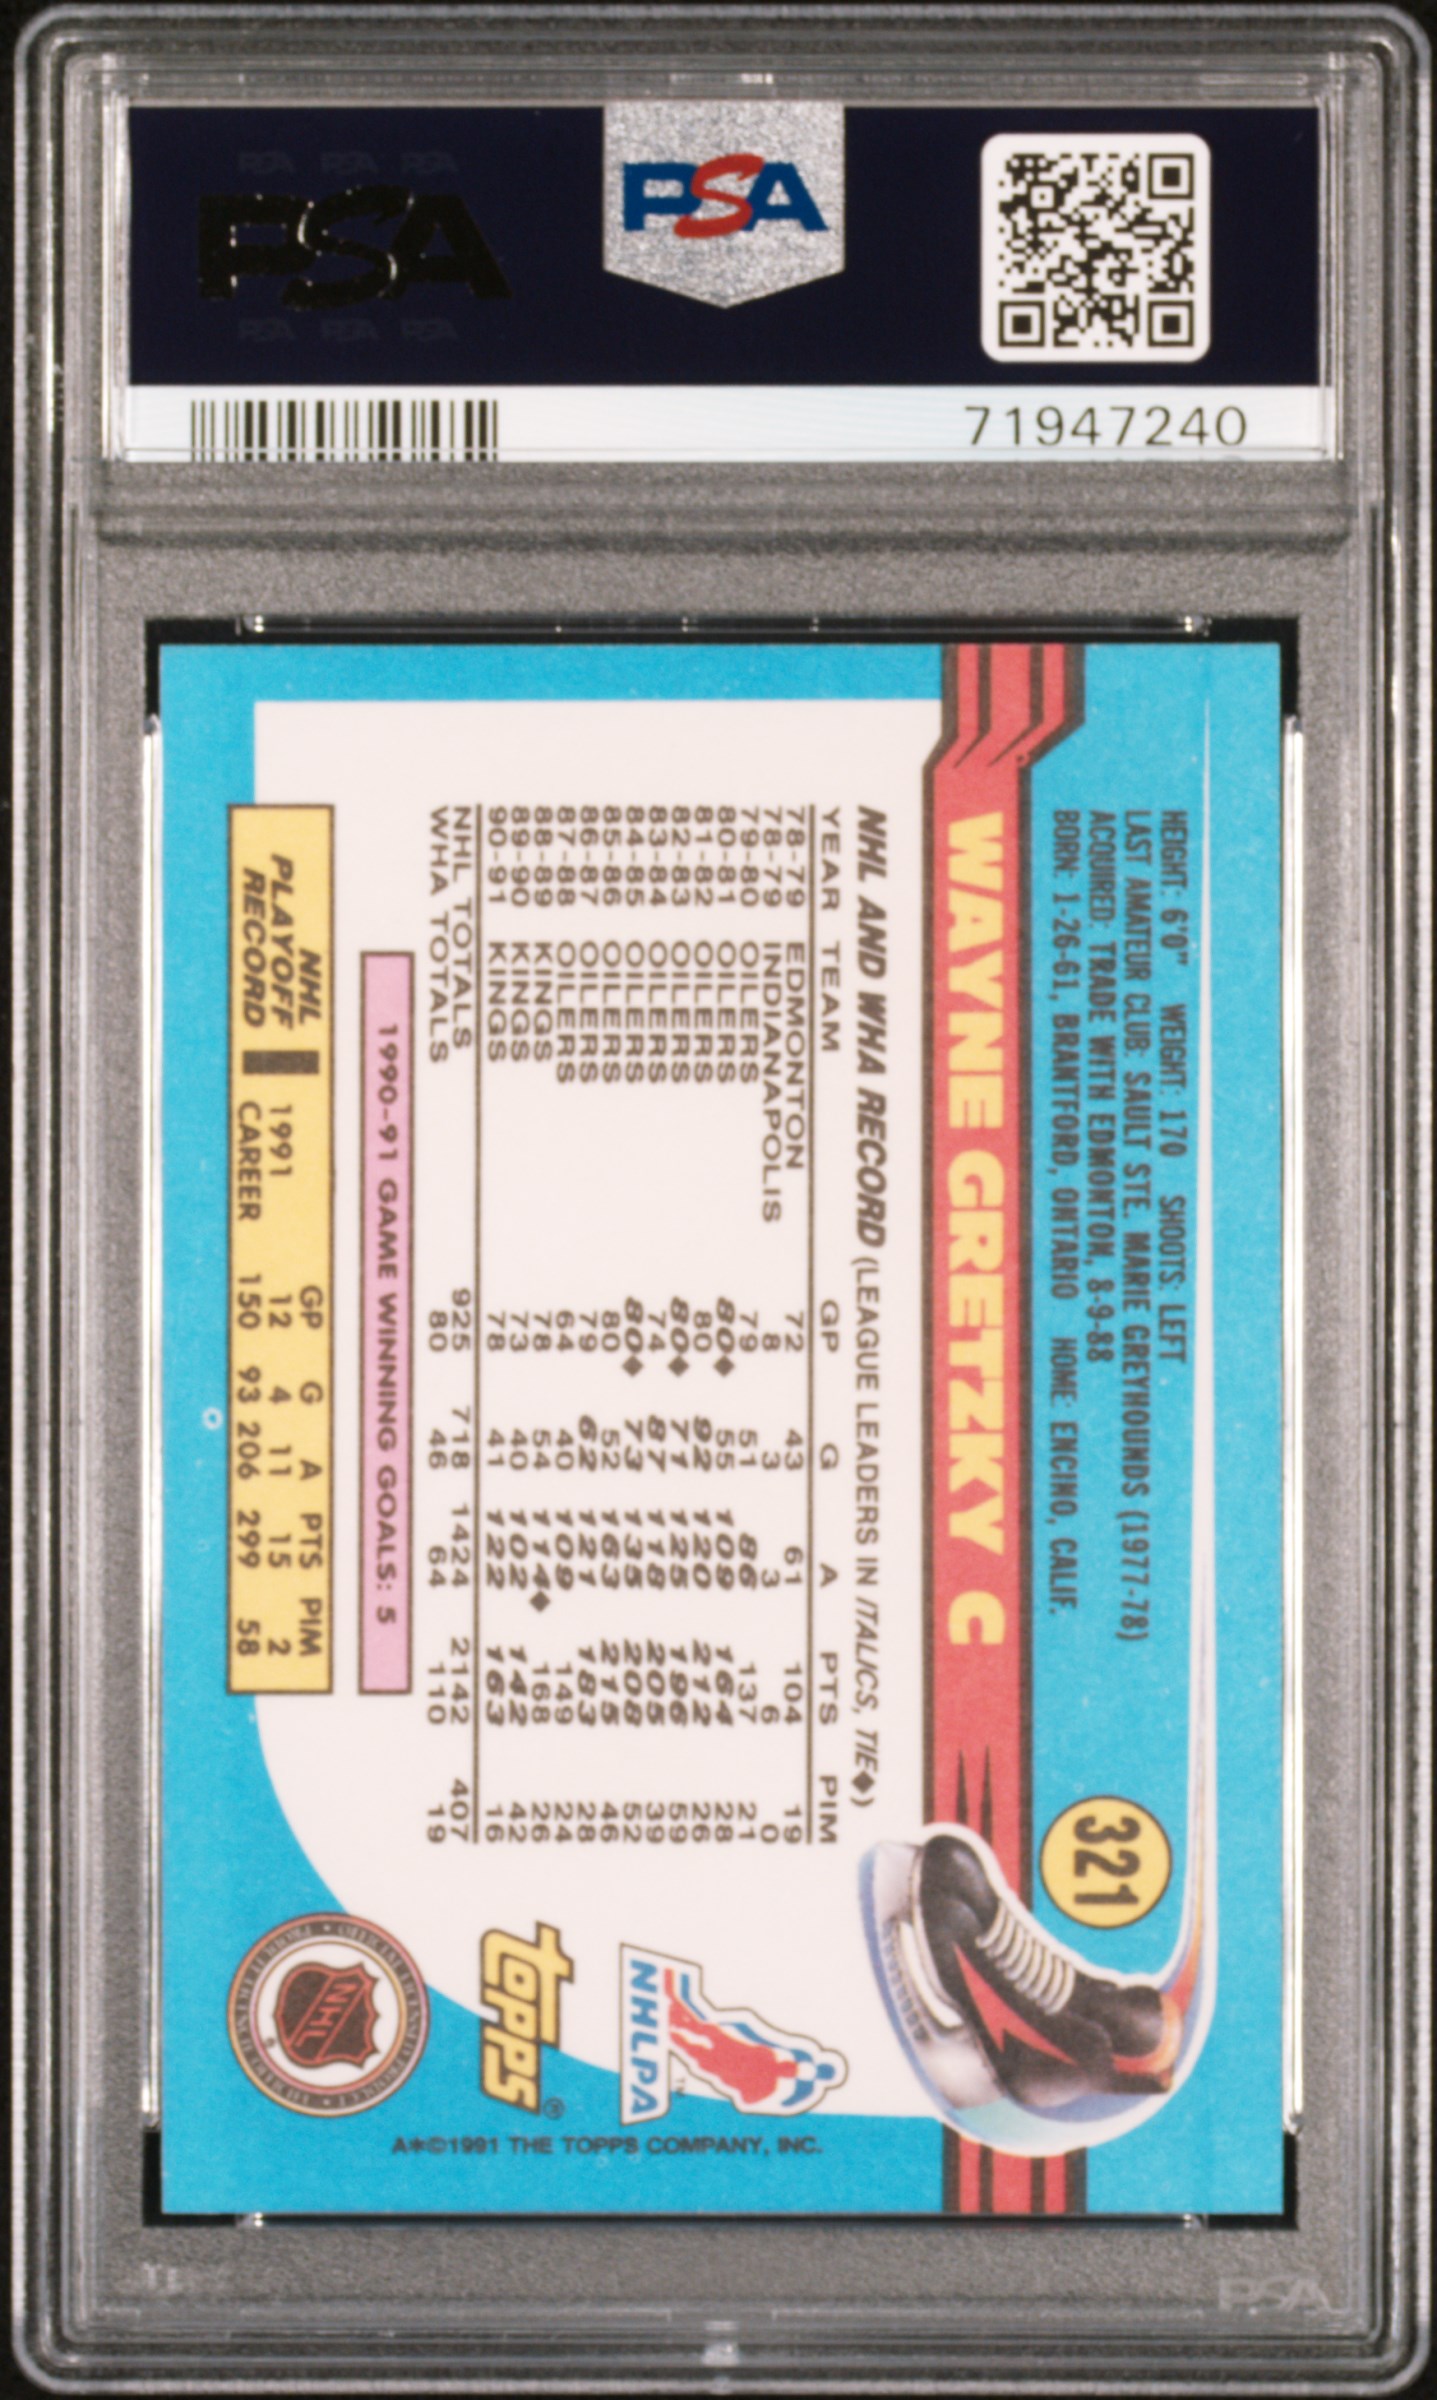 PSA
PSA
71947240
321
HEIGHT: 6'0" WEIGHT: 170 SHOOTS: LEFT
LAST AMATEUR CLUB: SAULT STE. MARIE GREYHOUNDS (1977-78)
ACQUIRED: TRADE WITH EDMONTON, 8-9-88
BORN: 1-26-61, BRANTFORD, ONTARIO HOME: ENCINO, CALIF.
WAYNE GRETZKY C
NHL AND WHA RECORD (LEAGUE LEADERS IN ITALICS, TIE◆)
YEAR TEAM GP G A PTS PIM
78-79 EDMONTON 72 43 61 104 19
78-79 INDIANAPOLIS 8 3 3 6 0
79-80 OILERS 79 51 86 137 21
80-81 OILERS 80◆ 55 109 164 28
81-82 OILERS 80 92 120 212 26
82-83 OILERS 80◆ 71 125 196 59
83-84 OILERS 74 87 118 205 39
84-85 OILERS 80◆ 73 135 208 52
85-86 OILERS 80 52 163 215 46
86-87 OILERS 79 62 121 183 28
87-88 OILERS 64 40 109 149 24
88-89 KINGS 78 54 114◆ 168 26
89-90 KINGS 73 40 102 142 42
90-91 KINGS 78 41 122 163 16
NHL TOTALS 925 718 1424 2142 407
WHA TOTALS 80 46 64 110 19
1990-91 GAME WINNING GOALS: 5
NHL PLAYOFF RECORD
GP G A PTS PIM
1991 12 4 11 15 2
CAREER 150 93 206 299 58
NHLPA
TM
topps®
NHL
®
A*©1991 THE TOPPS COMPANY, INC.
PSA